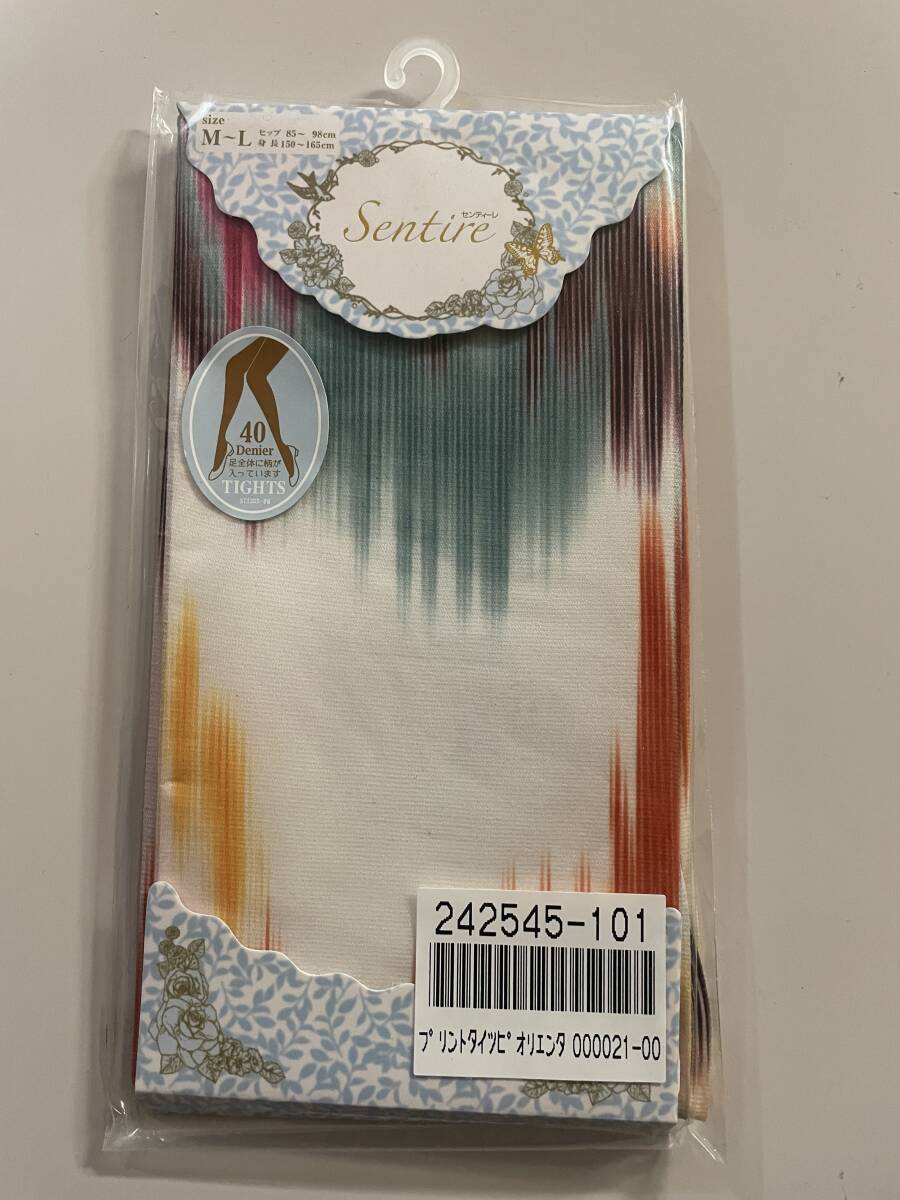 size
M~L ヒップ 85~ 98cm
身 長 150~165cm
センティーレ
Sentire
40
Denier
足全体に柄が
入っています
TIGHTS
242545-101
プリントタイツピオリエンタ 000021-00